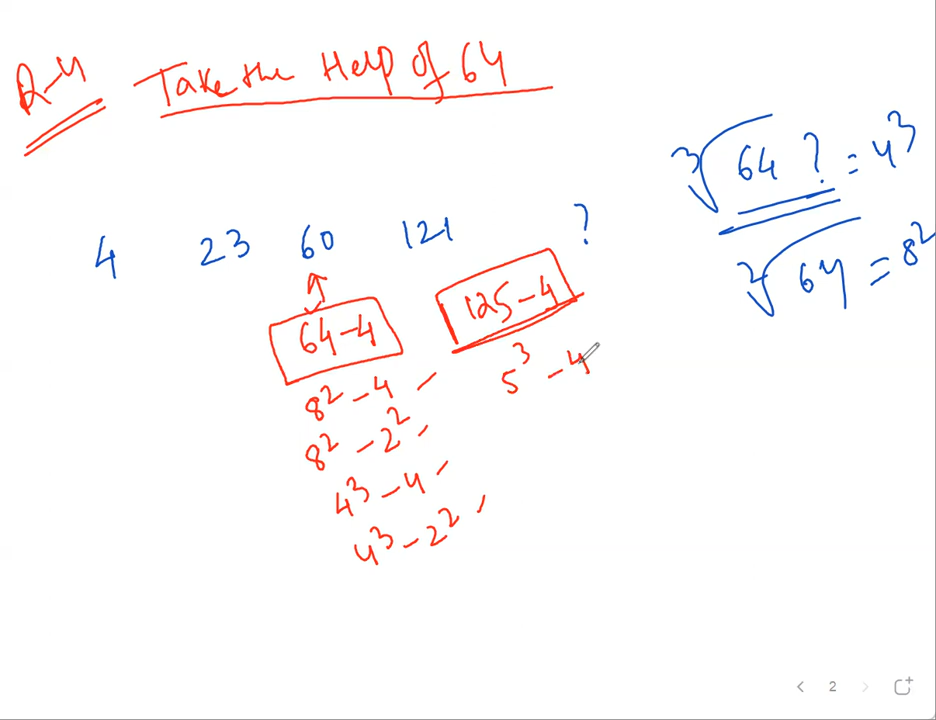 Q-4 Take the Help of 64
∛64 ? = 4³
²√64 = 8²
4 23 60 121 ?
64-4 125-4
8² - 4 5³ - 4
8² - 2²
4³ - 4
4³ - 2²
2